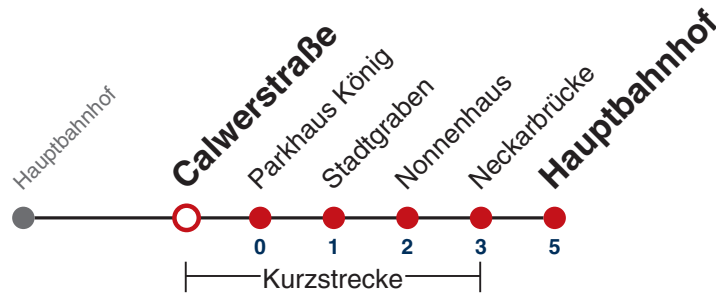 Hauptbahnhof
Calwerstraße
Parkhaus König
Stadtgraben
Nonnenhaus
Neckarbrücke
Hauptbahnhof
0 1 2 3 5
Kurzstrecke